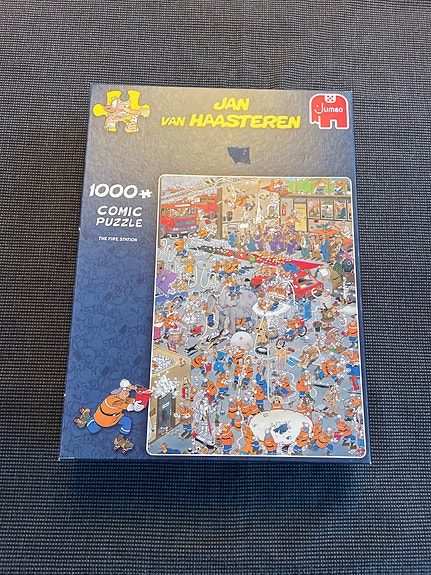 JAN
VAN HAASTEREN
Jumbo
1000
COMIC
PUZZLE
THE FIRE STATION